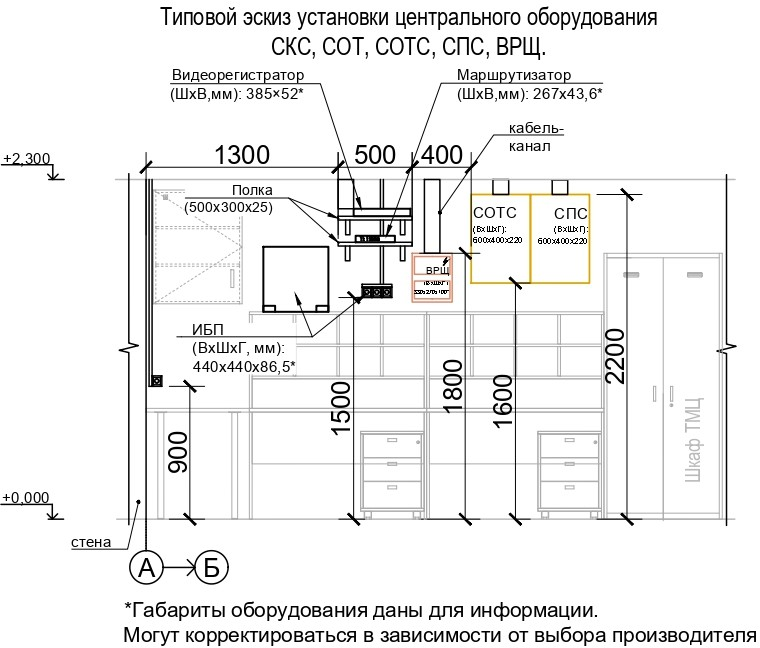 Типовой эскиз установки центрального оборудования
СКС, СОТ, СОТС, СПС, ВРЩ.
Видеорегистратор
(ШхВ,мм): 385×52*
Маршрутизатор
(ШхВ,мм): 267х43,6*
кабель-
канал
1300
500
400
+2,300
Полка
(500х300х25)
СОТС
(ВхШхГ):
600х400х220
СПС
(ВхШхГ):
600х400х220
ВРЩ
ИБП
(ВхШхГ, мм):
440х440х86,5*
900
1500
1800
1600
2200
Шкаф ТМЦ
+0,000
стена
А
Б
*Габариты оборудования даны для информации.
Могут корректироваться в зависимости от выбора производителя